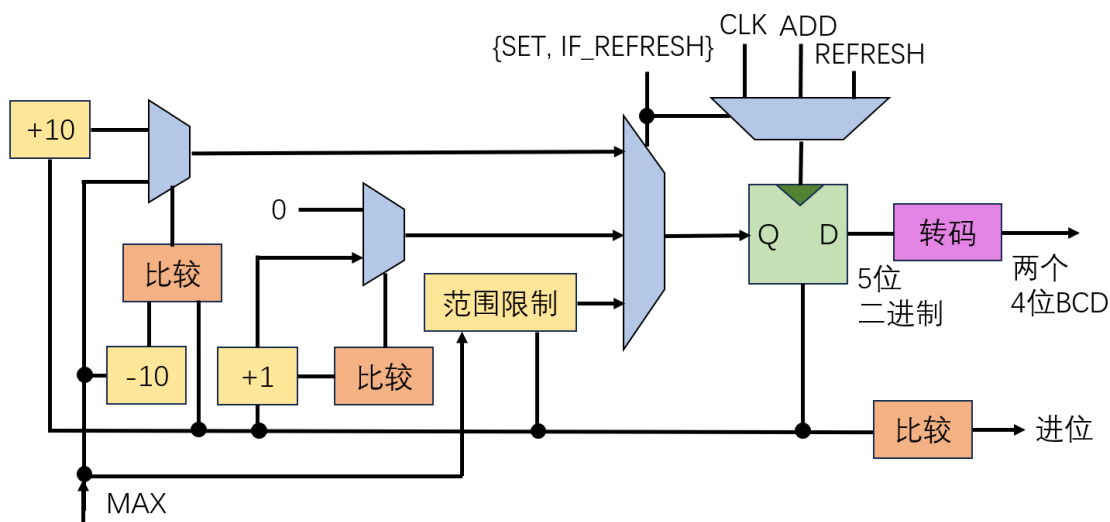 CLK ADD
{SET, IF_REFRESH}
REFRESH
+10
0
Q D
转码
比较
5位
二进制
两个
4位BCD
范围限制
-10
+1
比较
比较
进位
MAX